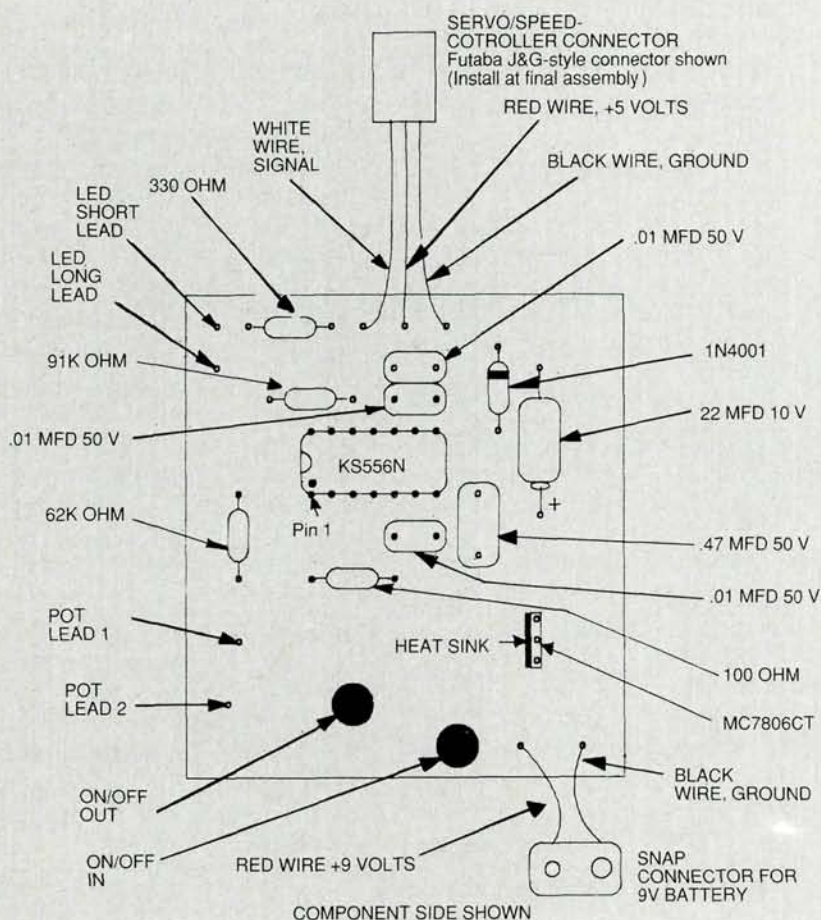 SERVO/SPEED-
COTROLLER CONNECTOR
Futaba J&G-style connector shown
(Install at final assembly)
RED WIRE, +5 VOLTS
WHITE
WIRE,
SIGNAL
BLACK WIRE, GROUND
330 OHM
LED
SHORT
LEAD
.01 MFD 50 V
LED
LONG
LEAD
1N4001
91K OHM
22 MFD 10 V
.01 MFD 50 V
KS556N
+
62K OHM
Pin 1
.47 MFD 50 V
.01 MFD 50 V
POT
LEAD 1
HEAT SINK
100 OHM
POT
LEAD 2
MC7806CT
BLACK
WIRE, GROUND
ON/OFF
OUT
ON/OFF
IN
RED WIRE +9 VOLTS
SNAP
CONNECTOR FOR
9V BATTERY
COMPONENT SIDE SHOWN